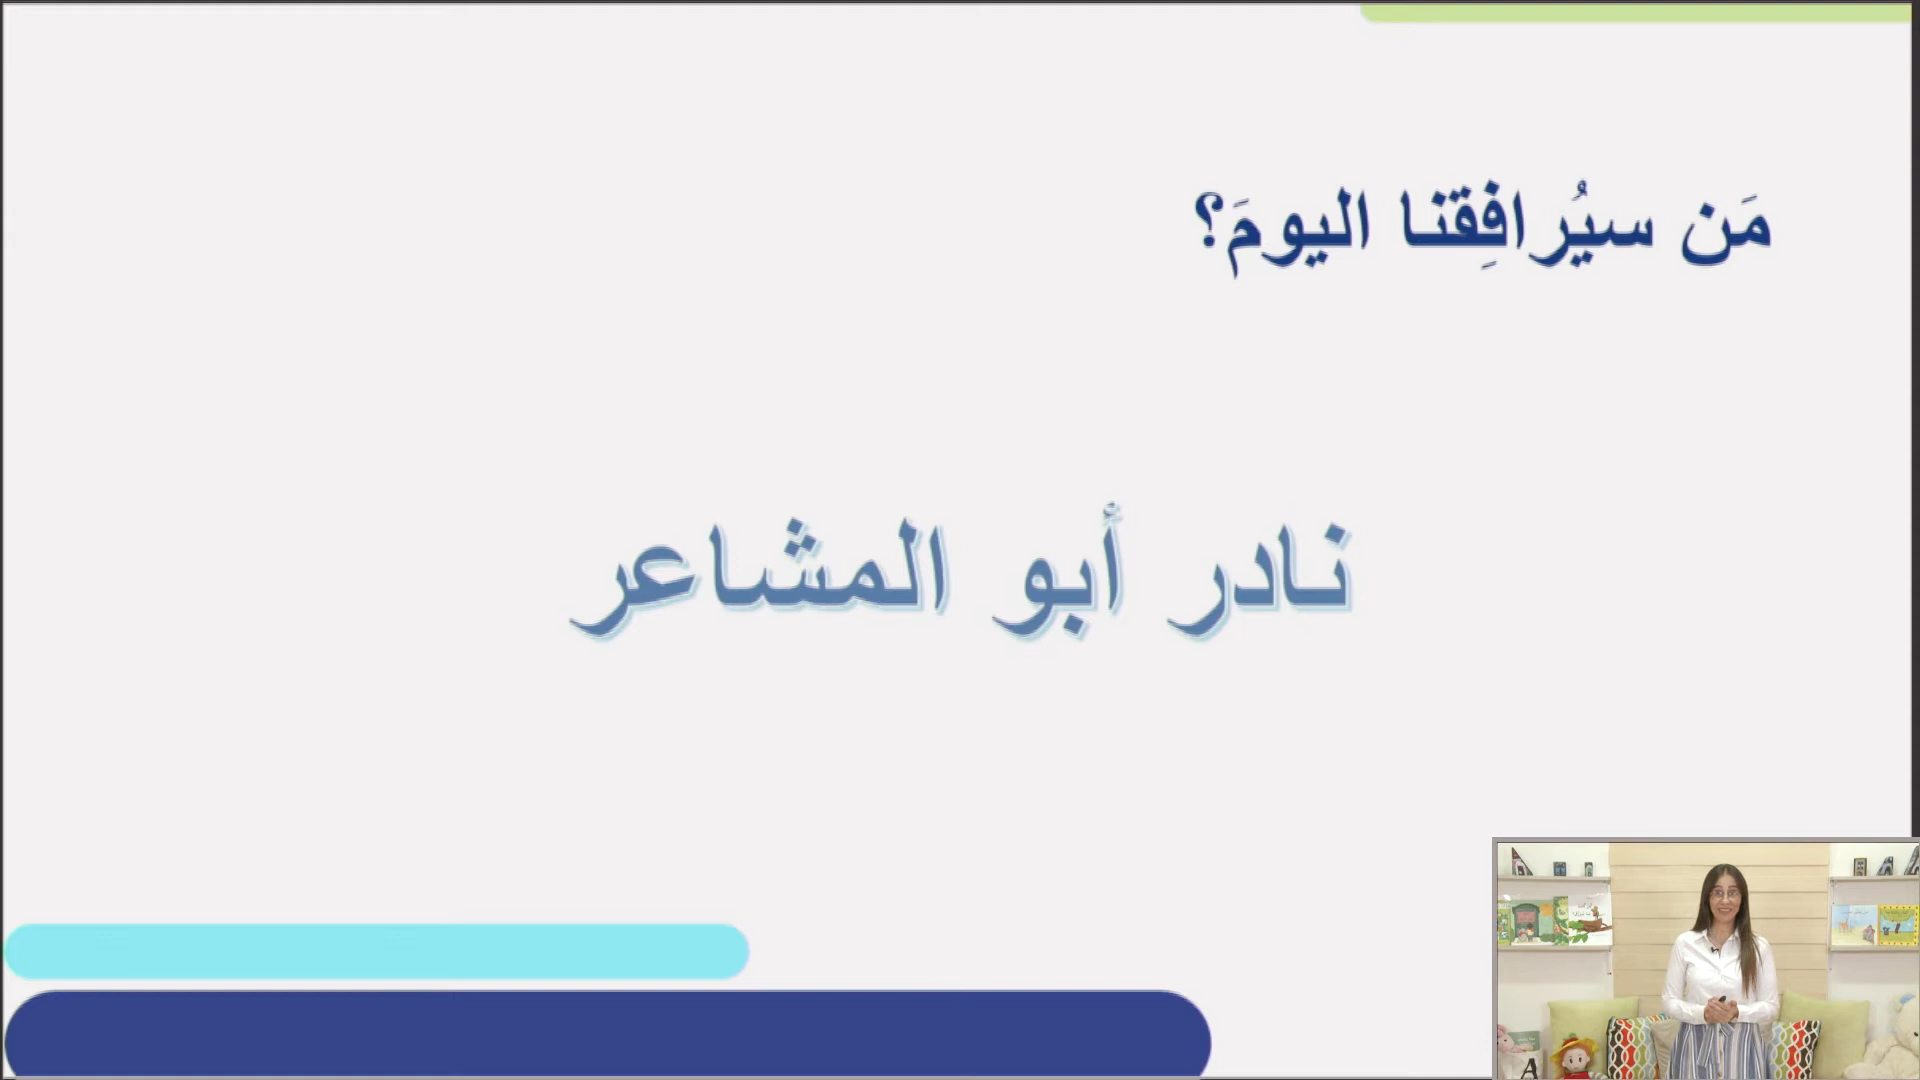 مَن سيُرافِقنا اليومَ؟
نادر أبو المشاعر
A